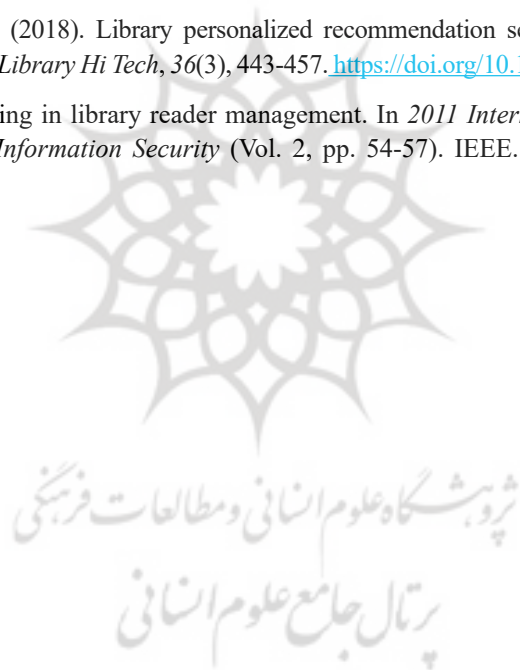 (2018). Library personalized recommendation se
Library Hi Tech, 36(3), 443-457. https://doi.org/10.1
ing in library reader management. In 2011 Intern
Information Security (Vol. 2, pp. 54-57). IEEE.
پژوهشگاه علوم انسانی و مطالعات فرهنگی
پرتال جامع علوم انسانی